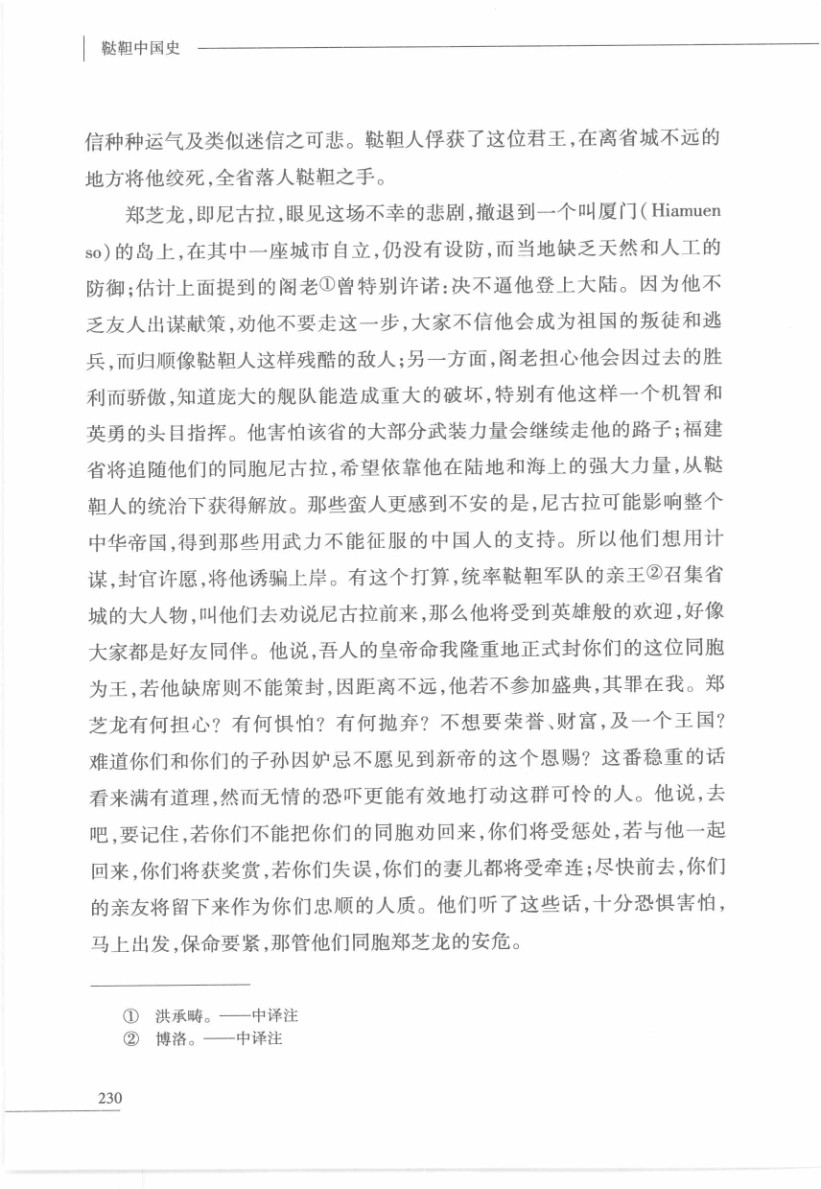 鞑靼中国史
信种种运气及类似迷信之可悲。鞑靼人俘获了这位君王,在离省城不远的
地方将他绞死,全省落人鞑靼之手。
郑芝龙,即尼古拉,眼见这场不幸的悲剧,撤退到一个叫厦门(Hiamuen
so)的岛上,在其中一座城市自立,仍没有设防,而当地缺乏天然和人工的
防御;估计上面提到的阁老①曾特别许诺:决不逼他登上大陆。因为他不
乏友人出谋献策,劝他不要走这一步,大家不信他会成为祖国的叛徒和逃
兵,而归顺像鞑靼人这样残酷的敌人;另一方面,阁老担心他会因过去的胜
利而骄傲,知道庞大的舰队能造成重大的破坏,特别有他这样一个机智和
英勇的头目指挥。他害怕该省的大部分武装力量会继续走他的路子;福建
省将追随他们的同胞尼古拉,希望依靠他在陆地和海上的强大力量,从鞑
靼人的统治下获得解放。那些蛮人更感到不安的是,尼古拉可能影响整个
中华帝国,得到那些用武力不能征服的中国人的支持。所以他们想用计
谋,封官许愿,将他诱骗上岸。有这个打算,统率鞑靼军队的亲王②召集省
城的大人物,叫他们去劝说尼古拉前来,那么他将受到英雄般的欢迎,好像
大家都是好友同伴。他说,吾人的皇帝命我隆重地正式封你们的这位同胞
为王,若他缺席则不能策封,因距离不远,他若不参加盛典,其罪在我。郑
芝龙有何担心?有何惧怕?有何抛弃?不想要荣誉、财富,及一个王国?
难道你们和你们的子孙因妒忌不愿见到新帝的这个恩赐?这番稳重的话
看来满有道理,然而无情的恐吓更能有效地打动这群可怜的人。他说,去
吧,要记住,若你们不能把你们的同胞劝回来,你们将受惩处,若与他一起
回来,你们将获奖赏,若你们失误,你们的妻儿都将受牵连;尽快前去,你们
的亲友将留下来作为你们忠顺的人质。他们听了这些话,十分恐惧害怕,
马上出发,保命要紧,那管他们同胞郑芝龙的安危。
① 洪承畴。——中译注
② 博洛。——中译注
230